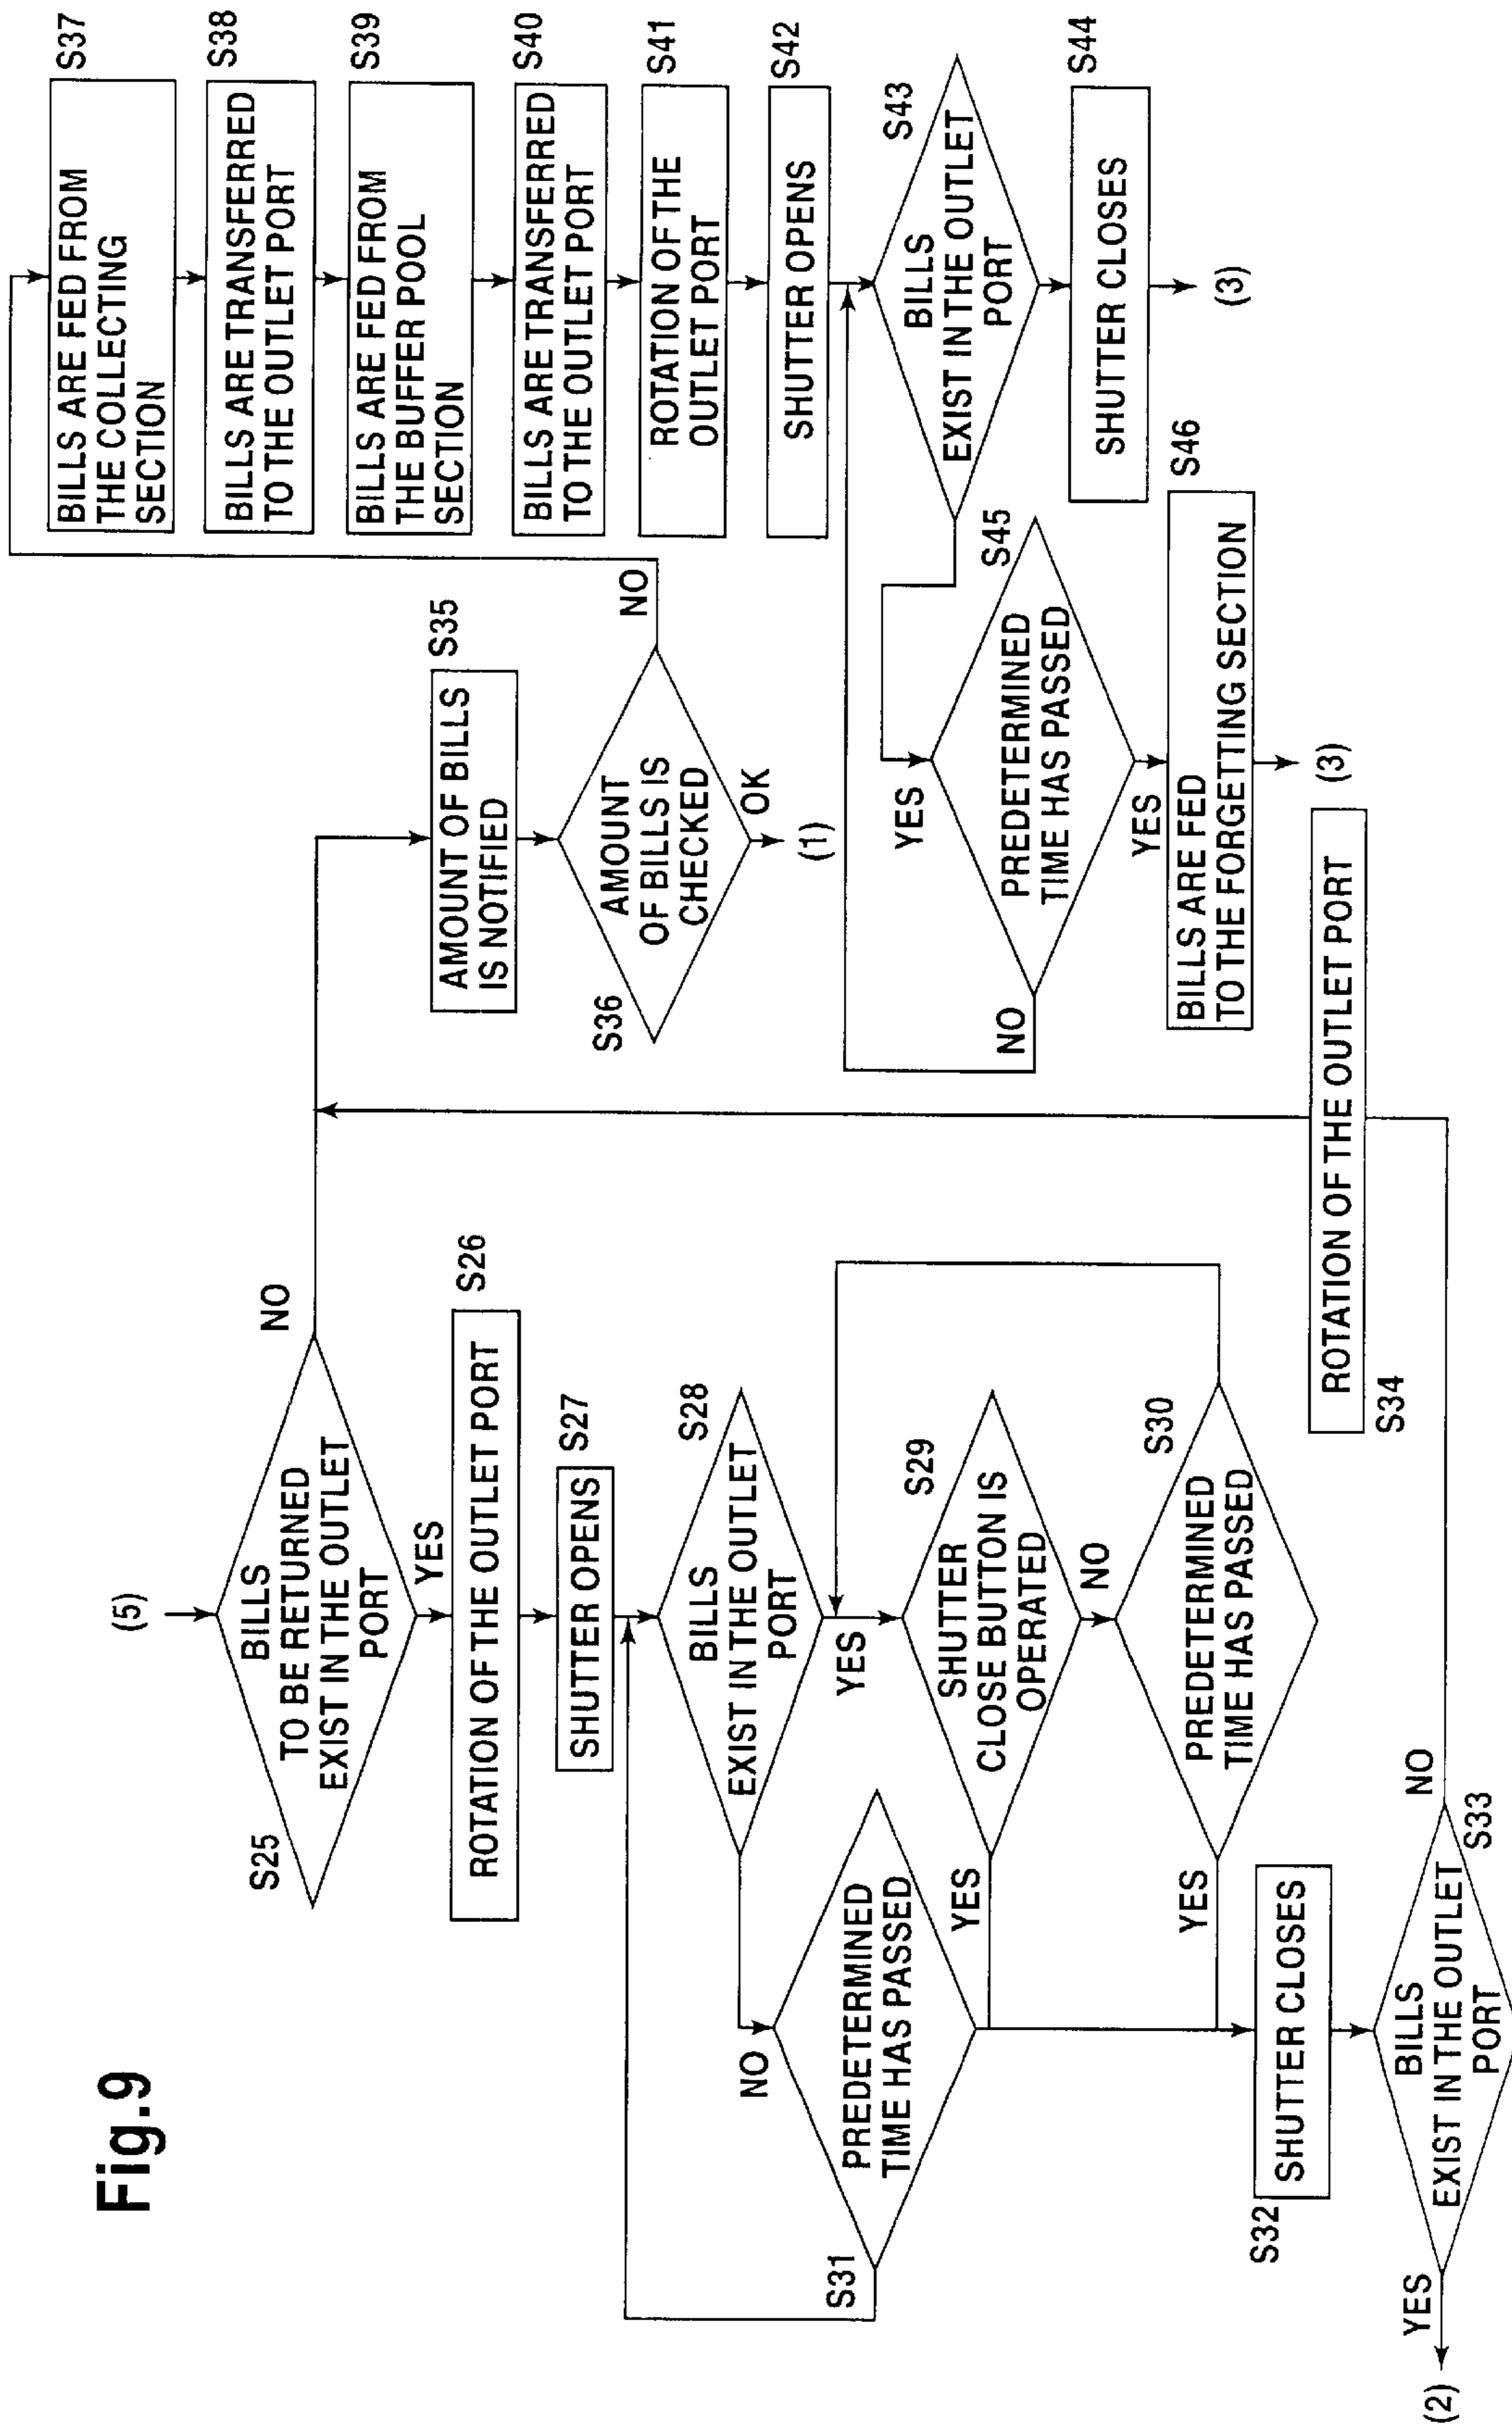 Fig.9
(5)
S25
BILLS
TO BE RETURNED
EXIST IN THE OUTLET
PORT
NO
YES
ROTATION OF THE OUTLET PORT
S26
SHUTTER OPENS
S27
BILLS
EXIST IN THE OUTLET
PORT
S28
NO
YES
PREDETERMINED
TIME HAS PASSED
S31
SHUTTER
CLOSE BUTTON IS
OPERATED
S29
YES
NO
PREDETERMINED
TIME HAS PASSED
S30
YES
S32
SHUTTER CLOSES
BILLS
EXIST IN THE OUTLET
PORT
S33
YES
(2)
NO
S34
ROTATION OF THE OUTLET PORT
AMOUNT OF BILLS
IS NOTIFIED
S35
S36
AMOUNT
OF BILLS IS
CHECKED
NO
OK
(1)
BILLS ARE FED FROM
THE COLLECTING
SECTION
S37
BILLS ARE TRANSFERRED
TO THE OUTLET PORT
S38
BILLS ARE FED FROM
THE BUFFER POOL
SECTION
S39
BILLS ARE TRANSFERRED
TO THE OUTLET PORT
S40
ROTATION OF THE
OUTLET PORT
S41
SHUTTER OPENS
S42
BILLS
EXIST IN THE OUTLET
PORT
S43
SHUTTER CLOSES
S44
(3)
YES
PREDETERMINED
TIME HAS PASSED
S45
NO
YES
BILLS ARE FED
TO THE FORGETTING SECTION
S46
(3)